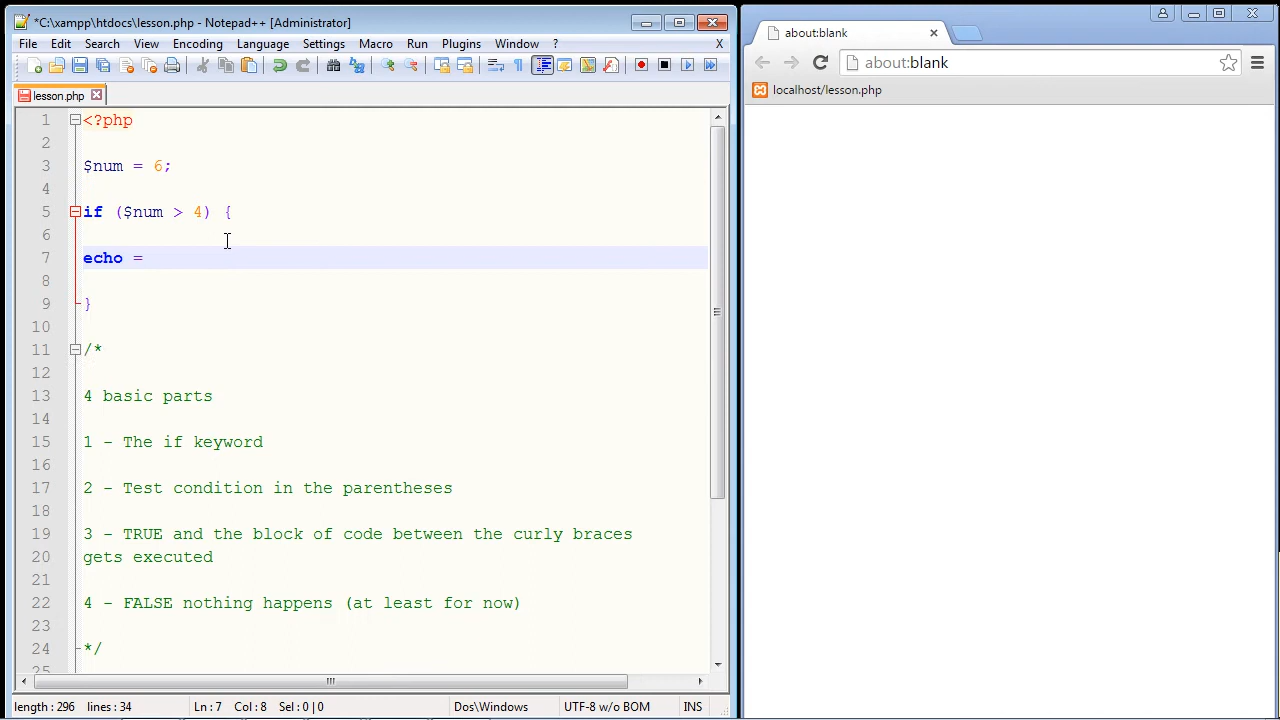 *C:\xampp\htdocs\lesson.php - Notepad++ [Administrator]
File Edit Search View Encoding Language Settings Macro Run Plugins Window ? X
lesson.php
1 <?php
2
3 $num = 6;
4
5 if ($num > 4) {
6
7 echo =
8
9 }
10
11 /*
12
13 4 basic parts
14
15 1 - The if keyword
16
17 2 - Test condition in the parentheses
18
19 3 - TRUE and the block of code between the curly braces
20 gets executed
21
22 4 - FALSE nothing happens (at least for now)
23
24 */
25
length : 296 lines : 34 Ln : 7 Col : 8 Sel : 0 | 0 Dos\Windows UTF-8 w/o BOM INS
about:blank
about:blank
localhost/lesson.php